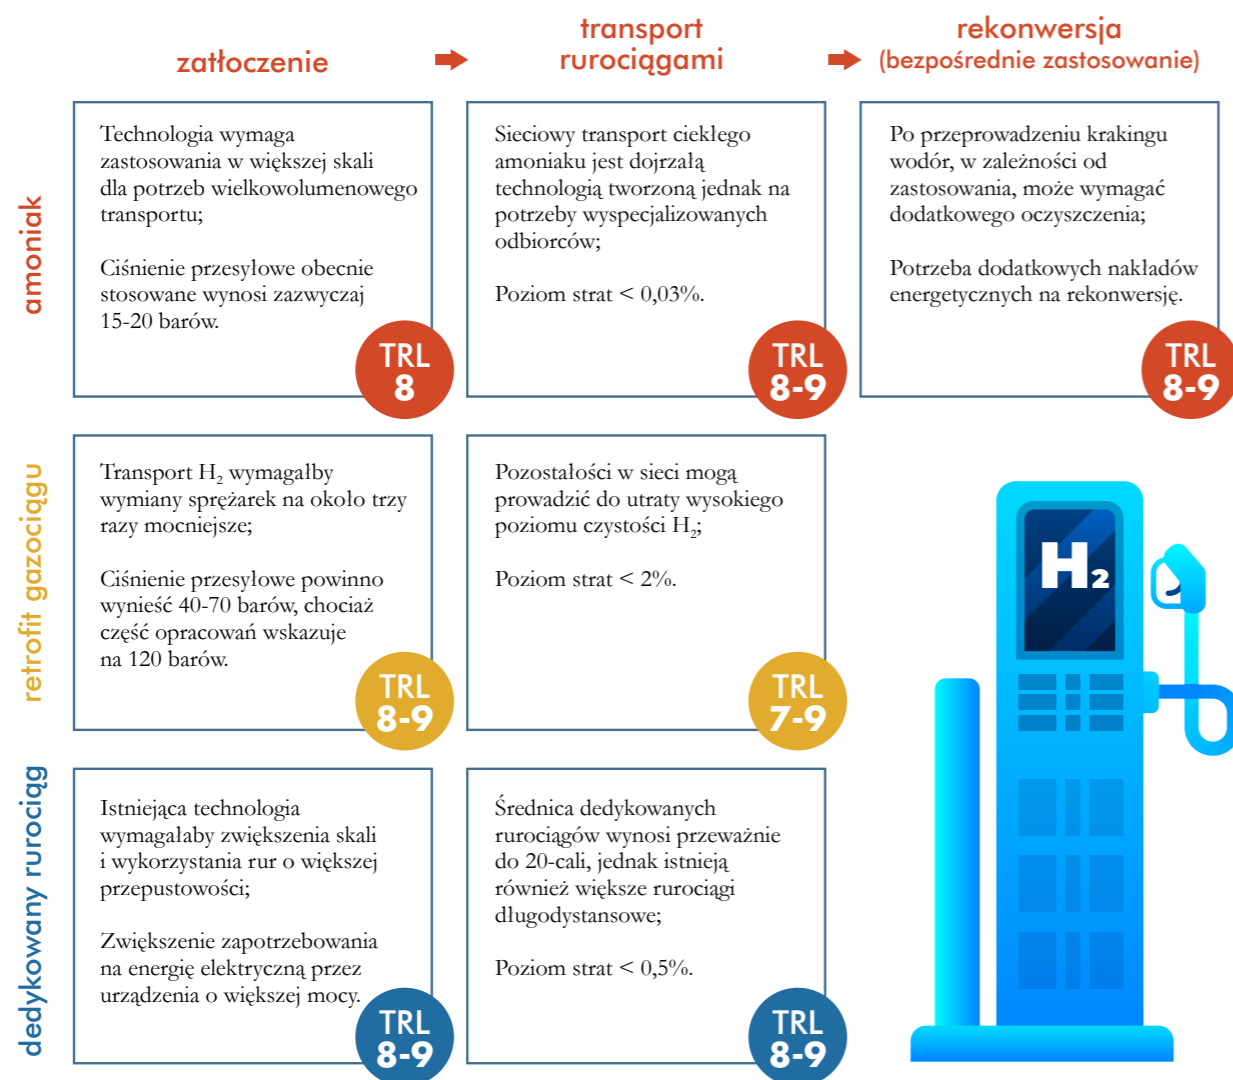 zatłoczenie
transport
rurociągami
rekonwersja
(bezpośrednie zastosowanie)
amoniak
Technologia wymaga
zastosowania w większej skali
dla potrzeb wielkowolumenowego
transportu;
Ciśnienie przesyłowe obecnie
stosowane wynosi zazwyczaj
15-20 barów.
TRL
8
Sieciowy transport ciekłego
amoniaku jest dojrzałą
technologią tworzoną jednak na
potrzeby wyspecjalizowanych
odbiorców;
Poziom strat < 0,03%.
TRL
8-9
Po przeprowadzeniu krakingu
wodór, w zależności od
zastosowania, może wymagać
dodatkowego oczyszczenia;
Potrzeba dodatkowych nakładów
energetycznych na rekonwersję.
TRL
8-9
retrofit gazociągu
Transport H₂ wymagałby
wymiany sprężarek na około trzy
razy mocniejsze;
Ciśnienie przesyłowe powinno
wynieść 40-70 barów, chociaż
część opracowań wskazuje
na 120 barów.
TRL
8-9
Pozostałości w sieci mogą
prowadzić do utraty wysokiego
poziomu czystości H₂;
Poziom strat < 2%.
TRL
7-9
H₂
dedykowany rurociąg
Istniejąca technologia
wymagałaby zwiększenia skali
i wykorzystania rur o większej
przepustowości;
Zwiększenie zapotrzebowania
na energię elektryczną przez
urządzenia o większej mocy.
TRL
8-9
Średnica dedykowanych
rurociągów wynosi przeważnie
do 20-cali, jednak istnieją
również większe rurociągi
długodystansowe;
Poziom strat < 0,5%.
TRL
8-9